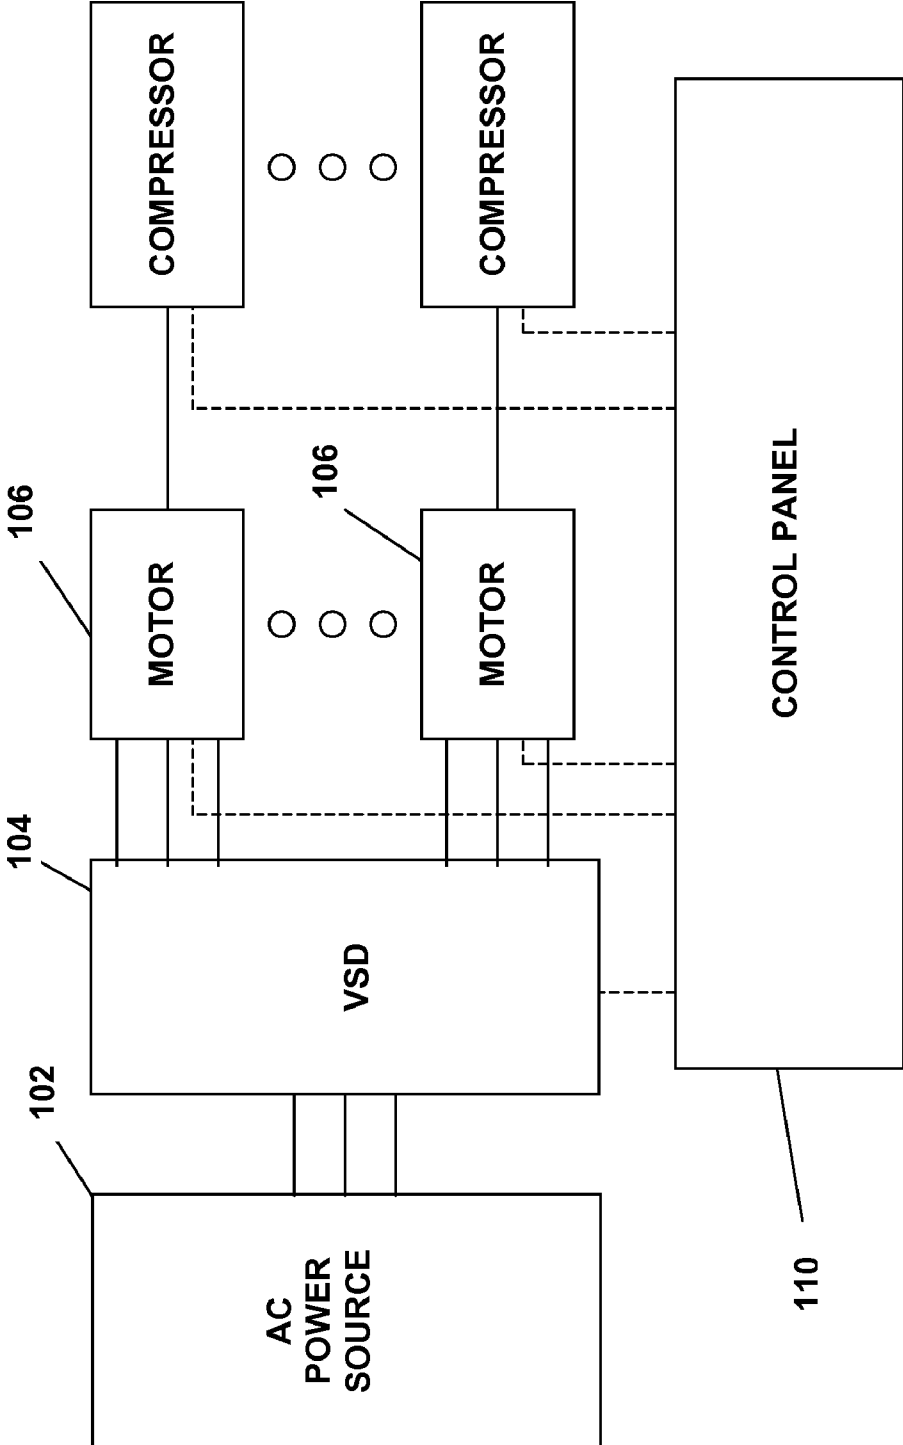 102
AC
POWER
SOURCE
104
VSD
106
MOTOR
106
MOTOR
COMPRESSOR
COMPRESSOR
110
CONTROL PANEL